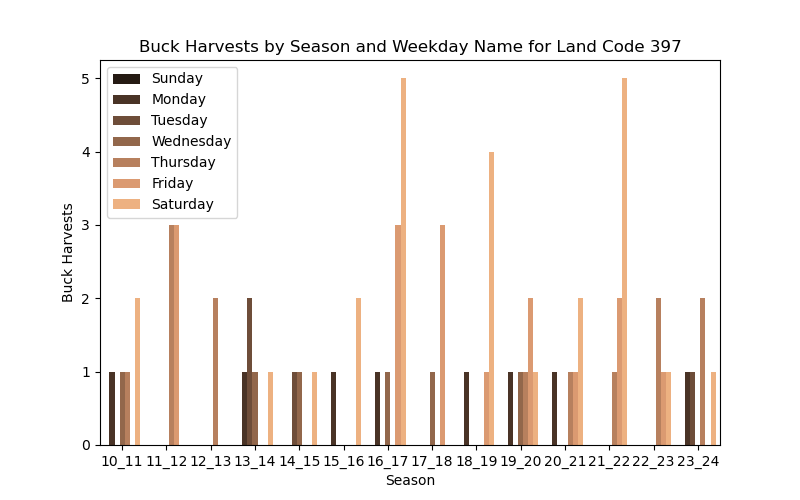 Buck Harvests by Season and Weekday Name for Land Code 397
Sunday
Monday
Tuesday
Wednesday
Thursday
Friday
Saturday
5
4
3
2
1
0
Buck Harvests
10_11 11_12 12_13 13_14 14_15 15_16 16_17 17_18 18_19 19_20 20_21 21_22 22_23 23_24
Season